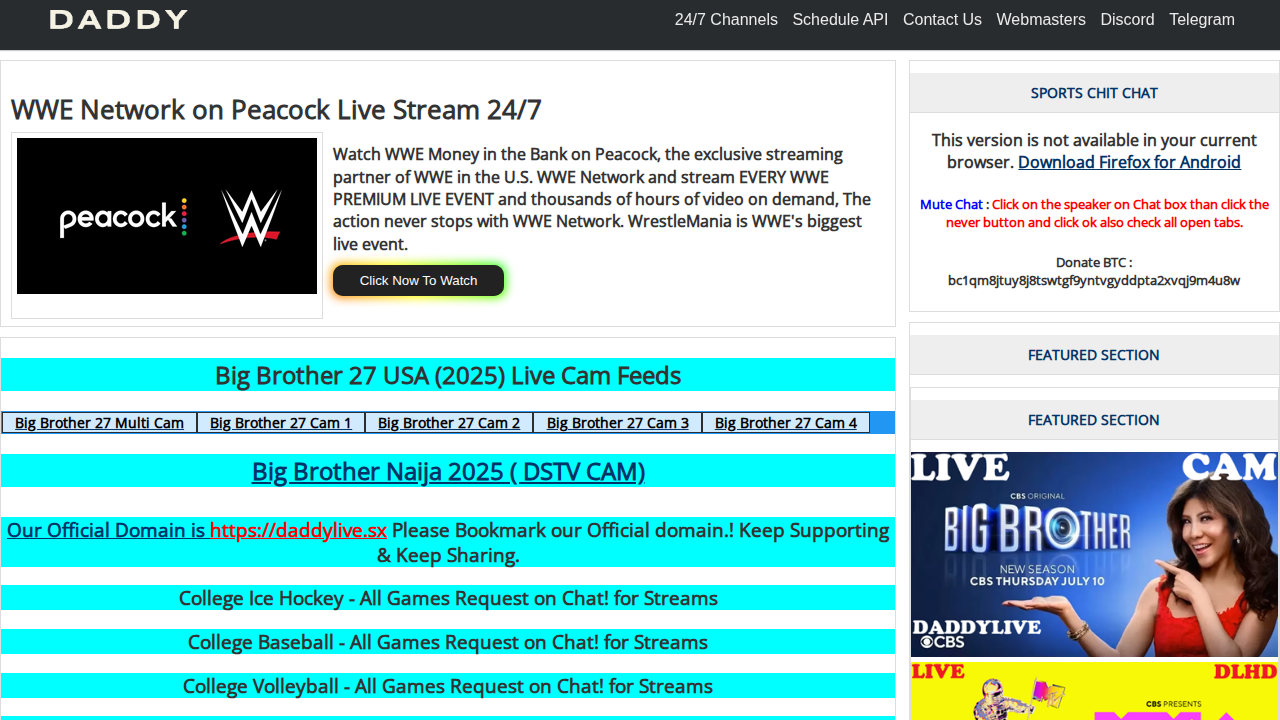 DADDY
24/7 Channels Schedule API Contact Us Webmasters Discord Telegram
WWE Network on Peacock Live Stream 24/7
peacock W
Watch WWE Money in the Bank on Peacock, the exclusive streaming
partner of WWE in the U.S. WWE Network and stream EVERY WWE
PREMIUM LIVE EVENT and thousands of hours of video on demand, The
action never stops with WWE Network. WrestleMania is WWE's biggest
live event.
Click Now To Watch
Big Brother 27 USA (2025) Live Cam Feeds
Big Brother 27 Multi Cam Big Brother 27 Cam 1 Big Brother 27 Cam 2 Big Brother 27 Cam 3 Big Brother 27 Cam 4
Big Brother Naija 2025 ( DSTV CAM)
Our Official Domain is https://daddylive.sx Please Bookmark our Official domain.! Keep Supporting
& Keep Sharing.
College Ice Hockey - All Games Request on Chat! for Streams
College Baseball - All Games Request on Chat! for Streams
College Volleyball - All Games Request on Chat! for Streams
SPORTS CHIT CHAT
This version is not available in your current
browser. Download Firefox for Android
Mute Chat : Click on the speaker on Chat box than click the
never button and click ok also check all open tabs.
Donate BTC :
bc1qm8jtuy8j8tswtgf9yntvgyddpta2xvqj9m4u8w
FEATURED SECTION
FEATURED SECTION
LIVE CAM
CBS ORIGINAL
BIG BROTHER
NEW SEASON
CBS THURSDAY JULY 10
DADDYLIVE
CBS
LIVE DLHD
CBS PRESENTS